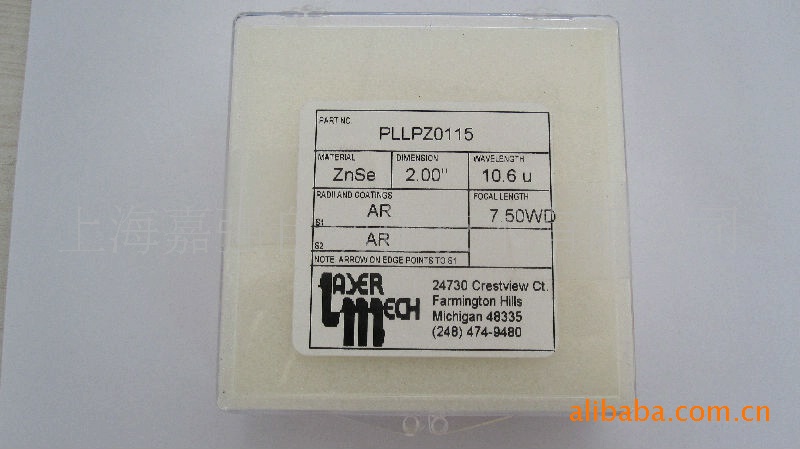 PART NO.
PLLPZ0115
MATERIAL DIMENSION WAVELENGTH
ZnSe 2.00" 10.6 u
RADII AND COATINGS FOCAL LENGTH
S1 AR 7.50WD
S2 AR
NOTE: ARROW ON EDGE POINTS TO S1
LASER MECH
24730 Crestview Ct.
Farmington Hills
Michigan 48335
(248) 474-9480
上海嘉
alibaba.com.cn